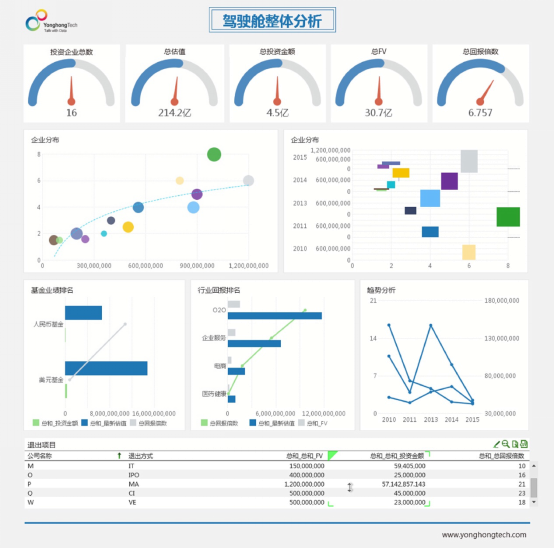 YonghongTech
Talk with Data
驾驶舱整体分析
投资企业总数 总估值 总投资金额 总FV 总回报倍数
16 214.2亿 4.5亿 30.7亿 6.757
企业分布
8
6
4
2
0
0 300,000,000 600,000,000 900,000,000 1,200,000,000
企业分布
1,200,000,000
2015 600,000,000
0
2014 600,000,000
0
2013 600,000,000
0
2011 600,000,000
0
2010 600,000,000
0 2 4 6 8
基金业绩排名
人民币基金
美元基金
0 8,000,000,000 16,000,000,000
总和_投资金额 总和_最新估值 总回报倍数
行业回报排名
O2O
企业服务
电商
医药健康
0 6,000,000,000 12,000,000,000
总回报倍数 总和_最新估值 总和_FV
趋势分析
21 180,000,000
14 130,000,000
7 80,000,000
0 30,000,000
2010 2011 2013 2014 2015
退出项目
公司名称 退出方式 总和_总和_FV 总和_总和_投资金额 总和_总回报倍数
M IT 150,000,000 59,405,000 10
O IPO 400,000,000 25,000,000 16
P MA 1,200,000,000 57,142,857.143 21
Q CI 500,000,000 45,000,000 23
W VE 500,000,000 23,000,000 18
www.yonghongtech.com